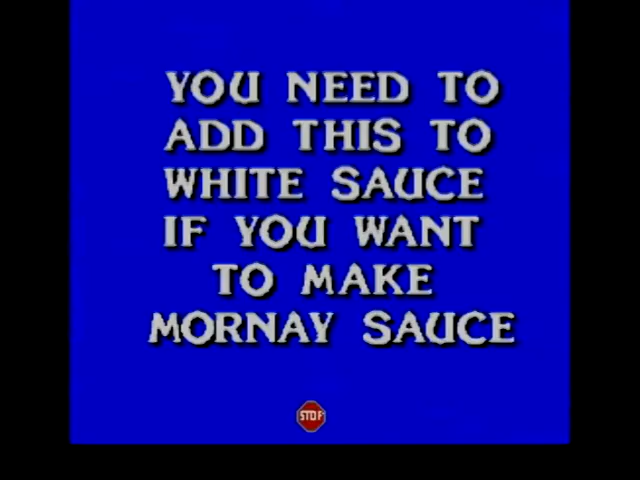 YOU NEED TO
ADD THIS TO
WHITE SAUCE
IF YOU WANT
TO MAKE
MORNAY SAUCE
STOP